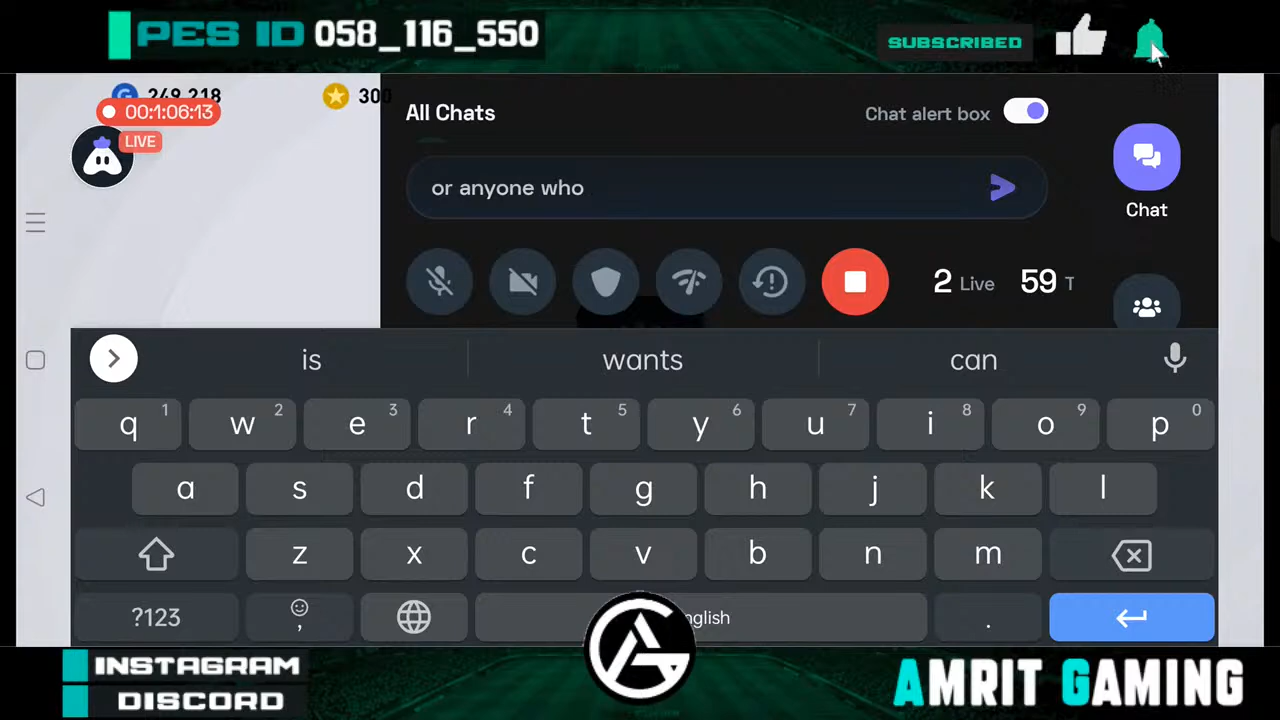 PES ID 058_116_550
SUBSCRIBED
249,218
300
00:1:06:13
LIVE
All Chats
Chat alert box
or anyone who
Chat
2 Live 59 T
is wants can
q 1 w 2 e 3 r 4 t 5 y 6 u 7 i 8 o 9 p 0
a s d f g h j k l
z x c v b n m
?123 , nglish .
INSTAGRAM
DISCORD
AMRIT GAMING